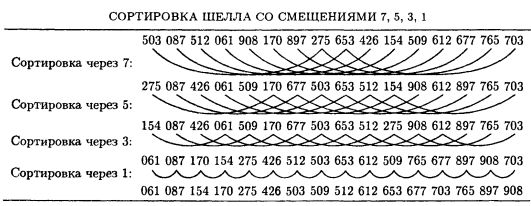 СОРТИРОВКА ШЕЛЛА СО СМЕЩЕНИЯМИ 7, 5, 3, 1
503 087 512 061 908 170 897 275 653 426 154 509 612 677 765 703
Сортировка через 7:
275 087 426 061 509 170 677 503 653 512 154 908 612 897 765 703
Сортировка через 5:
154 087 426 061 509 170 677 503 653 512 275 908 612 897 765 703
Сортировка через 3:
061 087 170 154 275 426 512 503 653 612 509 765 677 897 908 703
Сортировка через 1:
061 087 154 170 275 426 503 509 512 612 653 677 703 765 897 908